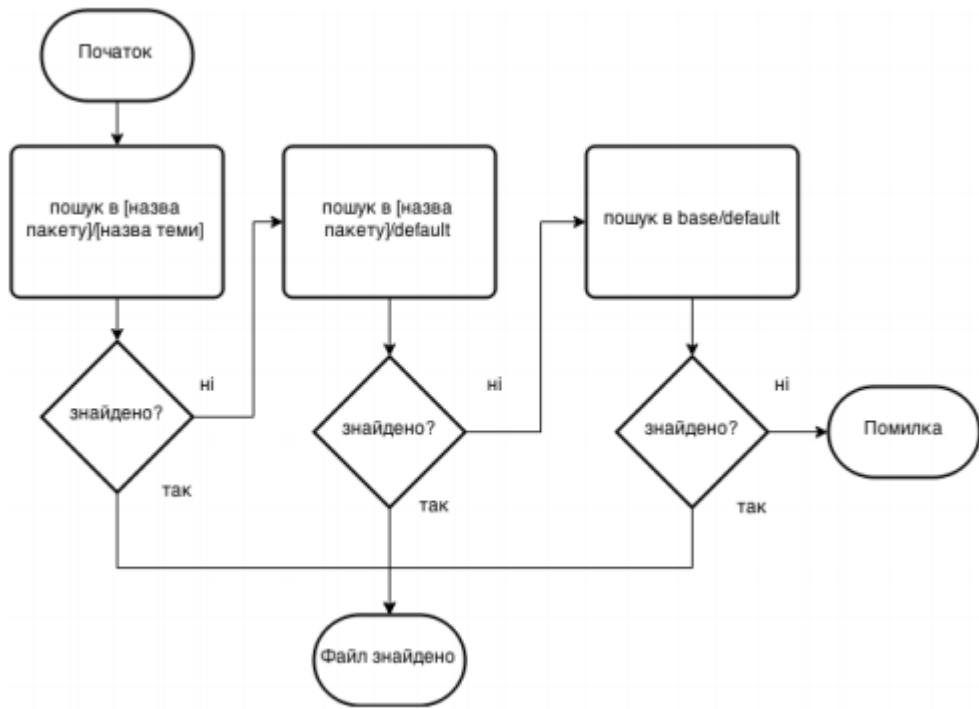 Початок
пошук в [назва
пакету]/[назва теми]
пошук в [назва
пакету]/default
пошук в base/default
знайдено?
ні
знайдено?
ні
знайдено?
ні
Помилка
так
так
так
Файл знайдено